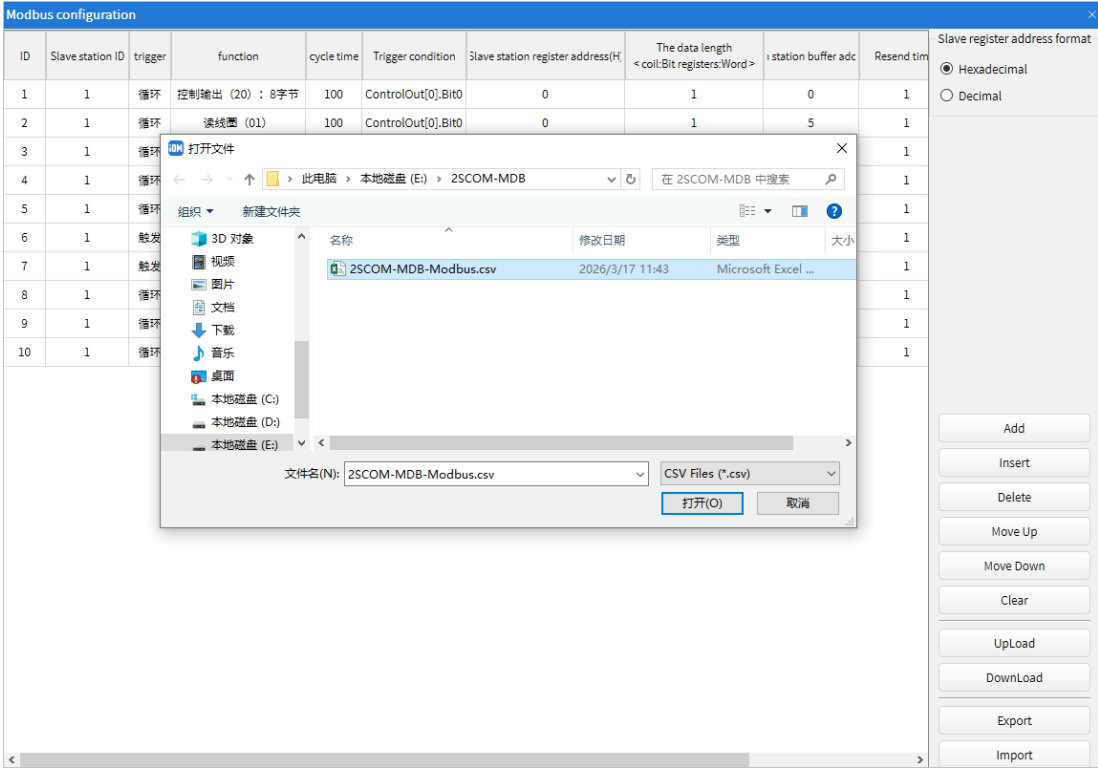 Modbus configuration
ID Slave station ID trigger function cycle time Trigger condition Slave station register address(H) The data length station buffer adc Resend tim
<coil:Bit registers:Word>
1 1 循环 控制输出（20）：8字节 100 ControlOut[0].Bit0 0 1 0 1
2 1 循环 读线圈（01） 100 ControlOut[0].Bit0 0 1 5 1
3 1 循环 1
4 1 循环 1
5 1 循环 1
6 1 触发 1
7 1 触发 1
8 1 循环 1
9 1 循环 1
10 1 循环 1
iDM 打开文件
此电脑 › 本地磁盘 (E:) › 2SCOM-MDB
在 2SCOM-MDB 中搜索
组织 新建文件夹
3D 对象
视频
图片
文档
下载
音乐
桌面
本地磁盘 (C:)
本地磁盘 (D:)
本地磁盘 (E:)
名称 修改日期 类型 大小
2SCOM-MDB-Modbus.csv 2026/3/17 11:43 Microsoft Excel ...
文件名(N): 2SCOM-MDB-Modbus.csv CSV Files (*.csv)
打开(O) 取消
Slave register address format
Hexadecimal
Decimal
Add
Insert
Delete
Move Up
Move Down
Clear
UpLoad
DownLoad
Export
Import